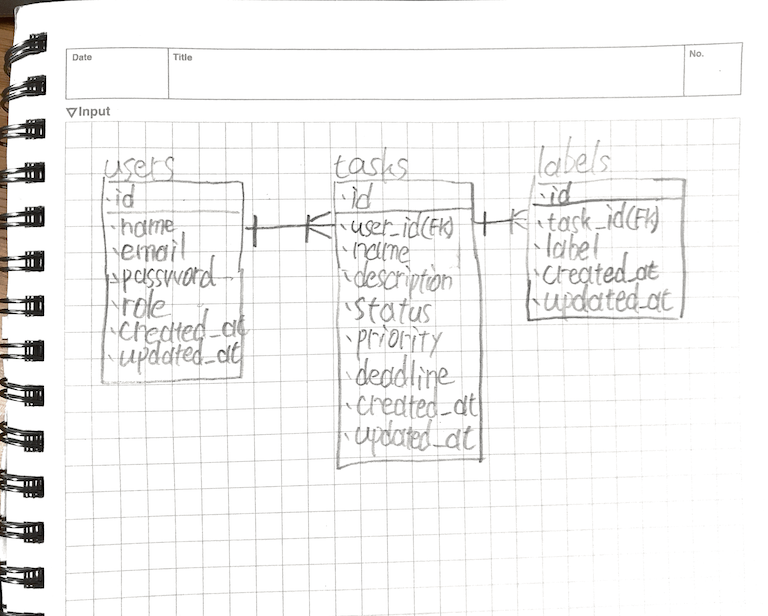 Date
Title
No.
▽Input
users
・id
・name
・email
・password
・role
・created_at
・updated_at
tasks
・id
・user_id(FK)
・name
・description
・status
・priority
・deadline
・created_at
・updated_at
labels
・id
・task_id(FK)
・label
・created_at
・updated_at